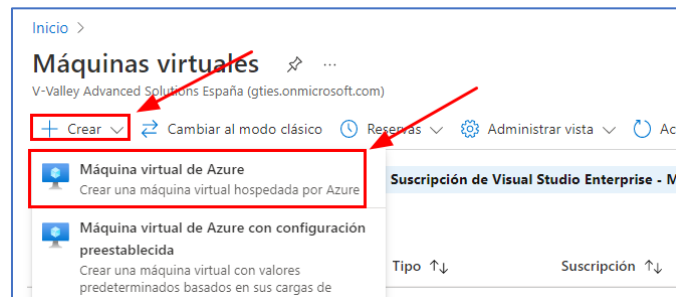 Inicio >
Máquinas virtuales
V-Valley Advanced Solutions España (gties.onmicrosoft.com)
Crear Cambiar al modo clásico Reservas Administrar vista
Máquina virtual de Azure
Crear una máquina virtual hospedada por Azure
Suscripción de Visual Studio Enterprise -
Máquina virtual de Azure con configuración
preestablecida
Crear una máquina virtual con valores
predeterminados basados en sus cargas de
Tipo Suscripción